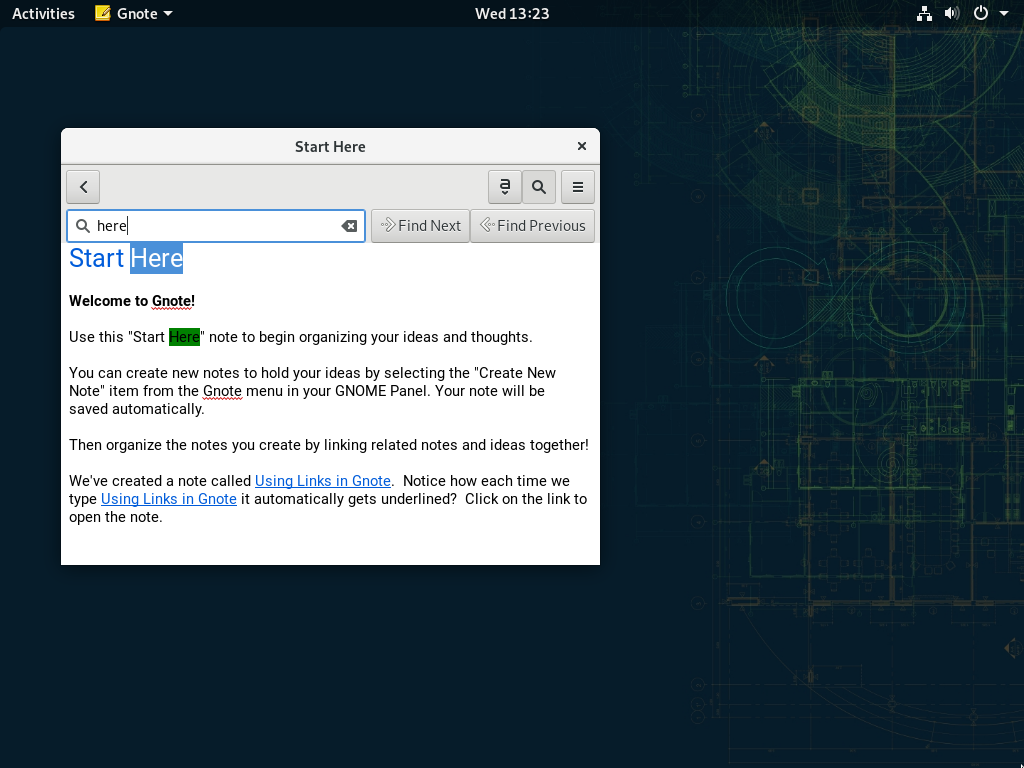 Activities Gnote Wed 13:23
Start Here
here Find Next Find Previous
Start Here
Welcome to Gnote!
Use this "Start Here" note to begin organizing your ideas and thoughts.
You can create new notes to hold your ideas by selecting the "Create New
Note" item from the Gnote menu in your GNOME Panel. Your note will be
saved automatically.
Then organize the notes you create by linking related notes and ideas together!
We've created a note called Using Links in Gnote.  Notice how each time we
type Using Links in Gnote it automatically gets underlined?  Click on the link to
open the note.